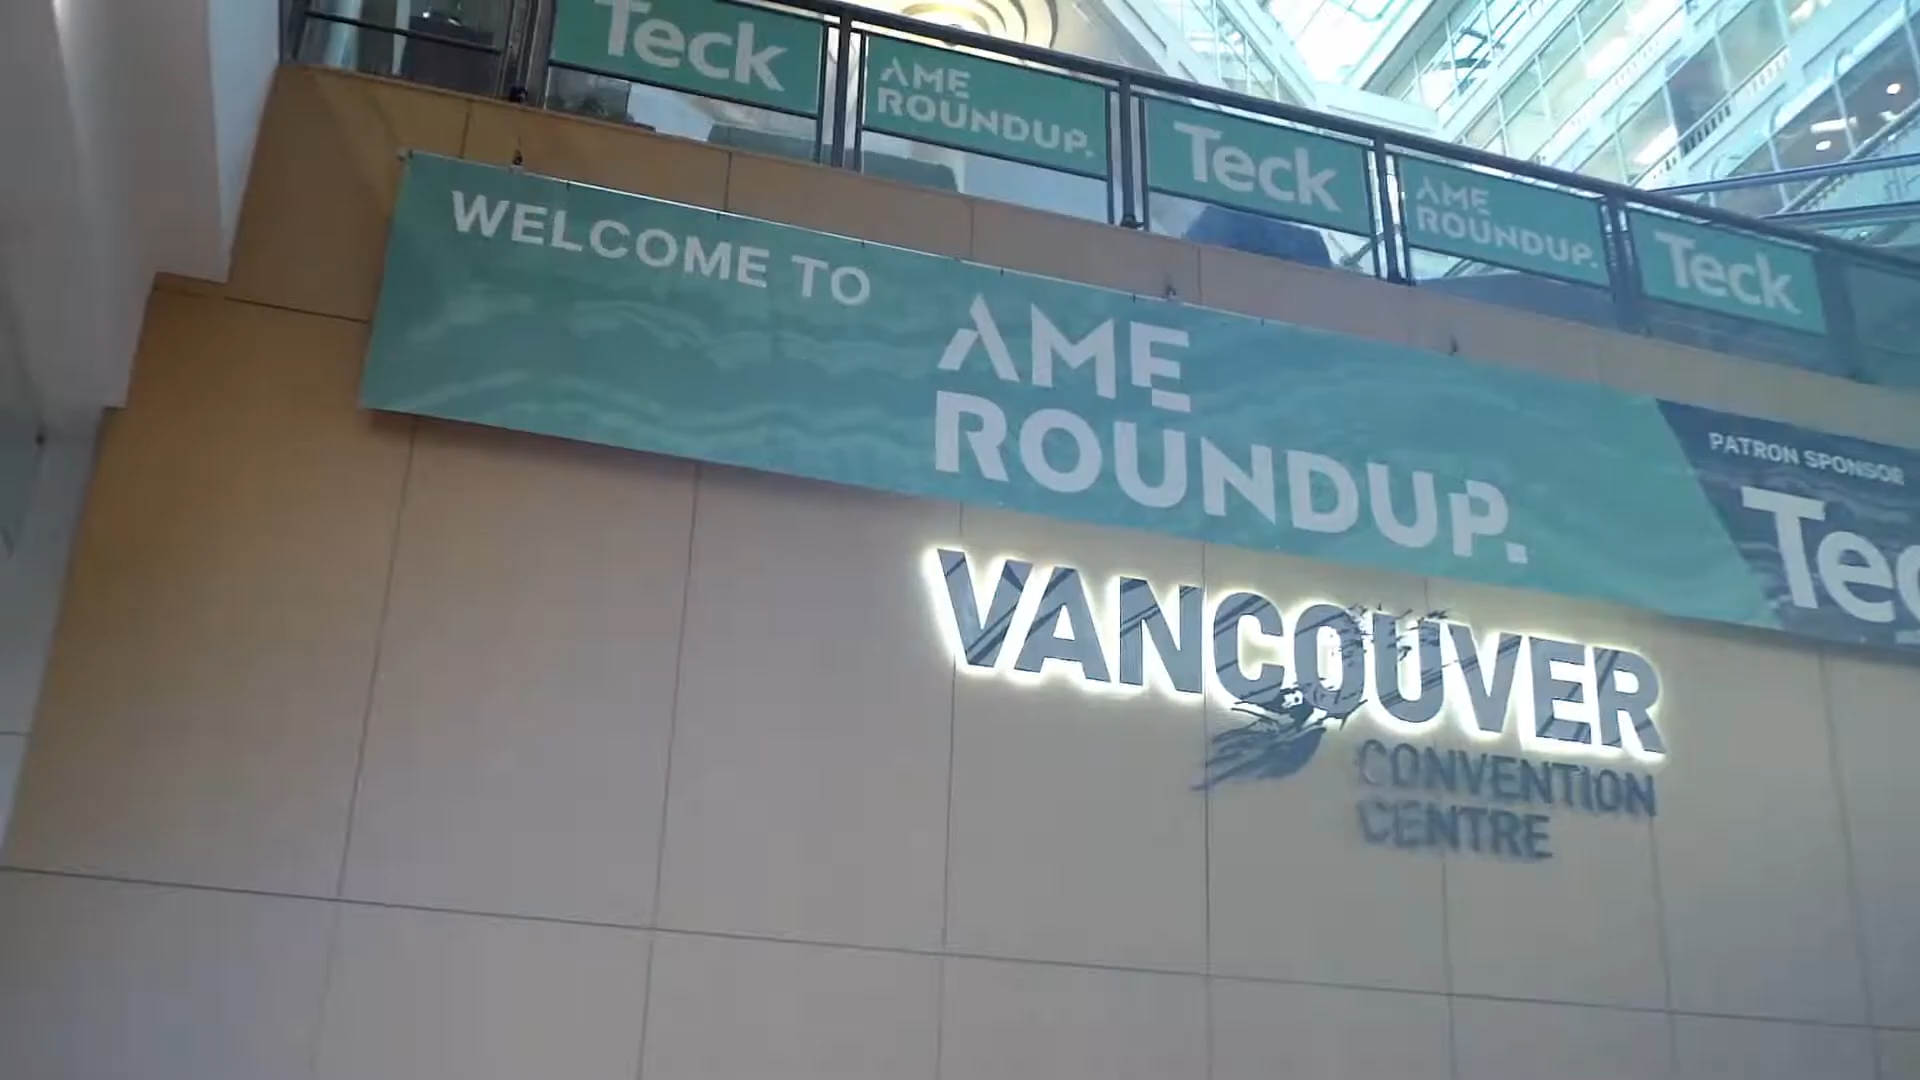 Teck
AME
ROUNDUP.
Teck
AME
ROUNDUP.
Teck
WELCOME TO
AME
ROUNDUP.
PATRON SPONSOR
Tec
VANCOUVER
CONVENTION
CENTRE